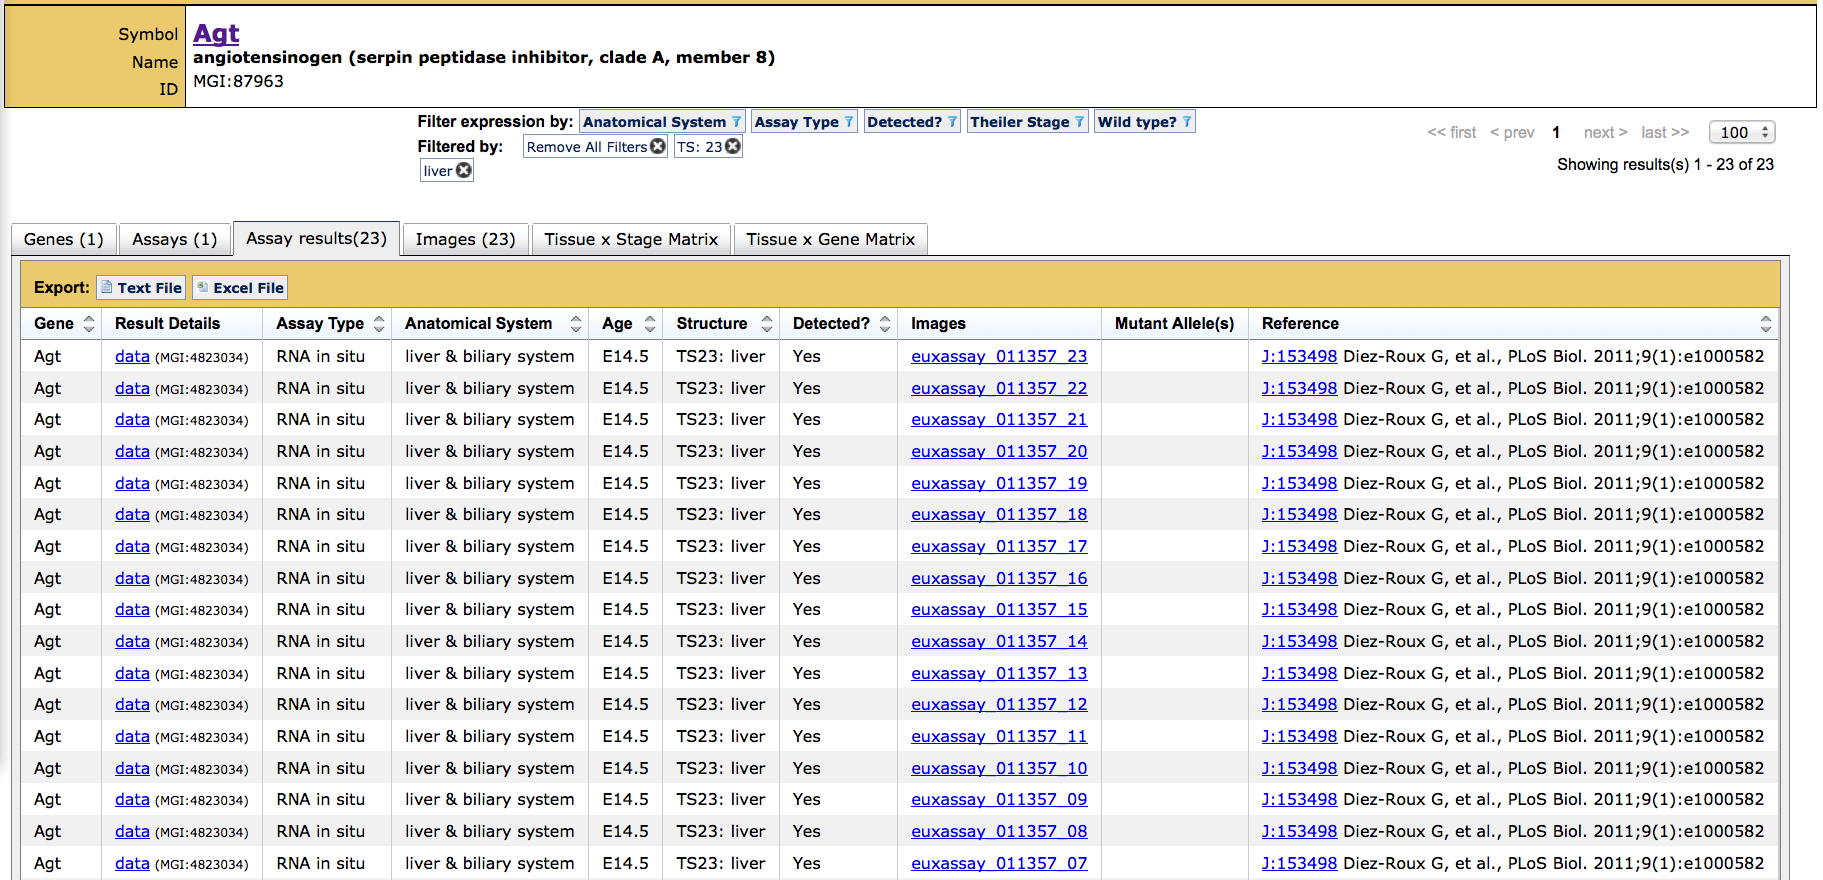 Symbol Agt
Name angiotensinogen (serpin peptidase inhibitor, clade A, member 8)
ID MGI:87963
Filter expression by: Anatomical System Assay Type Detected? Theiler Stage Wild type?
Filtered by: Remove All Filters TS: 23
liver
<< first < prev 1 next > last >> 100
Showing results(s) 1 - 23 of 23
Genes (1) Assays (1) Assay results(23) Images (23) Tissue x Stage Matrix Tissue x Gene Matrix
Export: Text File Excel File
Gene Result Details Assay Type Anatomical System Age Structure Detected? Images Mutant Allele(s) Reference
Agt data (MGI:4823034) RNA in situ liver & biliary system E14.5 TS23: liver Yes euxassay_011357_23 J:153498 Diez-Roux G, et al., PLoS Biol. 2011;9(1):e1000582
Agt data (MGI:4823034) RNA in situ liver & biliary system E14.5 TS23: liver Yes euxassay_011357_22 J:153498 Diez-Roux G, et al., PLoS Biol. 2011;9(1):e1000582
Agt data (MGI:4823034) RNA in situ liver & biliary system E14.5 TS23: liver Yes euxassay_011357_21 J:153498 Diez-Roux G, et al., PLoS Biol. 2011;9(1):e1000582
Agt data (MGI:4823034) RNA in situ liver & biliary system E14.5 TS23: liver Yes euxassay_011357_20 J:153498 Diez-Roux G, et al., PLoS Biol. 2011;9(1):e1000582
Agt data (MGI:4823034) RNA in situ liver & biliary system E14.5 TS23: liver Yes euxassay_011357_19 J:153498 Diez-Roux G, et al., PLoS Biol. 2011;9(1):e1000582
Agt data (MGI:4823034) RNA in situ liver & biliary system E14.5 TS23: liver Yes euxassay_011357_18 J:153498 Diez-Roux G, et al., PLoS Biol. 2011;9(1):e1000582
Agt data (MGI:4823034) RNA in situ liver & biliary system E14.5 TS23: liver Yes euxassay_011357_17 J:153498 Diez-Roux G, et al., PLoS Biol. 2011;9(1):e1000582
Agt data (MGI:4823034) RNA in situ liver & biliary system E14.5 TS23: liver Yes euxassay_011357_16 J:153498 Diez-Roux G, et al., PLoS Biol. 2011;9(1):e1000582
Agt data (MGI:4823034) RNA in situ liver & biliary system E14.5 TS23: liver Yes euxassay_011357_15 J:153498 Diez-Roux G, et al., PLoS Biol. 2011;9(1):e1000582
Agt data (MGI:4823034) RNA in situ liver & biliary system E14.5 TS23: liver Yes euxassay_011357_14 J:153498 Diez-Roux G, et al., PLoS Biol. 2011;9(1):e1000582
Agt data (MGI:4823034) RNA in situ liver & biliary system E14.5 TS23: liver Yes euxassay_011357_13 J:153498 Diez-Roux G, et al., PLoS Biol. 2011;9(1):e1000582
Agt data (MGI:4823034) RNA in situ liver & biliary system E14.5 TS23: liver Yes euxassay_011357_12 J:153498 Diez-Roux G, et al., PLoS Biol. 2011;9(1):e1000582
Agt data (MGI:4823034) RNA in situ liver & biliary system E14.5 TS23: liver Yes euxassay_011357_11 J:153498 Diez-Roux G, et al., PLoS Biol. 2011;9(1):e1000582
Agt data (MGI:4823034) RNA in situ liver & biliary system E14.5 TS23: liver Yes euxassay_011357_10 J:153498 Diez-Roux G, et al., PLoS Biol. 2011;9(1):e1000582
Agt data (MGI:4823034) RNA in situ liver & biliary system E14.5 TS23: liver Yes euxassay_011357_09 J:153498 Diez-Roux G, et al., PLoS Biol. 2011;9(1):e1000582
Agt data (MGI:4823034) RNA in situ liver & biliary system E14.5 TS23: liver Yes euxassay_011357_08 J:153498 Diez-Roux G, et al., PLoS Biol. 2011;9(1):e1000582
Agt data (MGI:4823034) RNA in situ liver & biliary system E14.5 TS23: liver Yes euxassay_011357_07 J:153498 Diez-Roux G, et al., PLoS Biol. 2011;9(1):e1000582